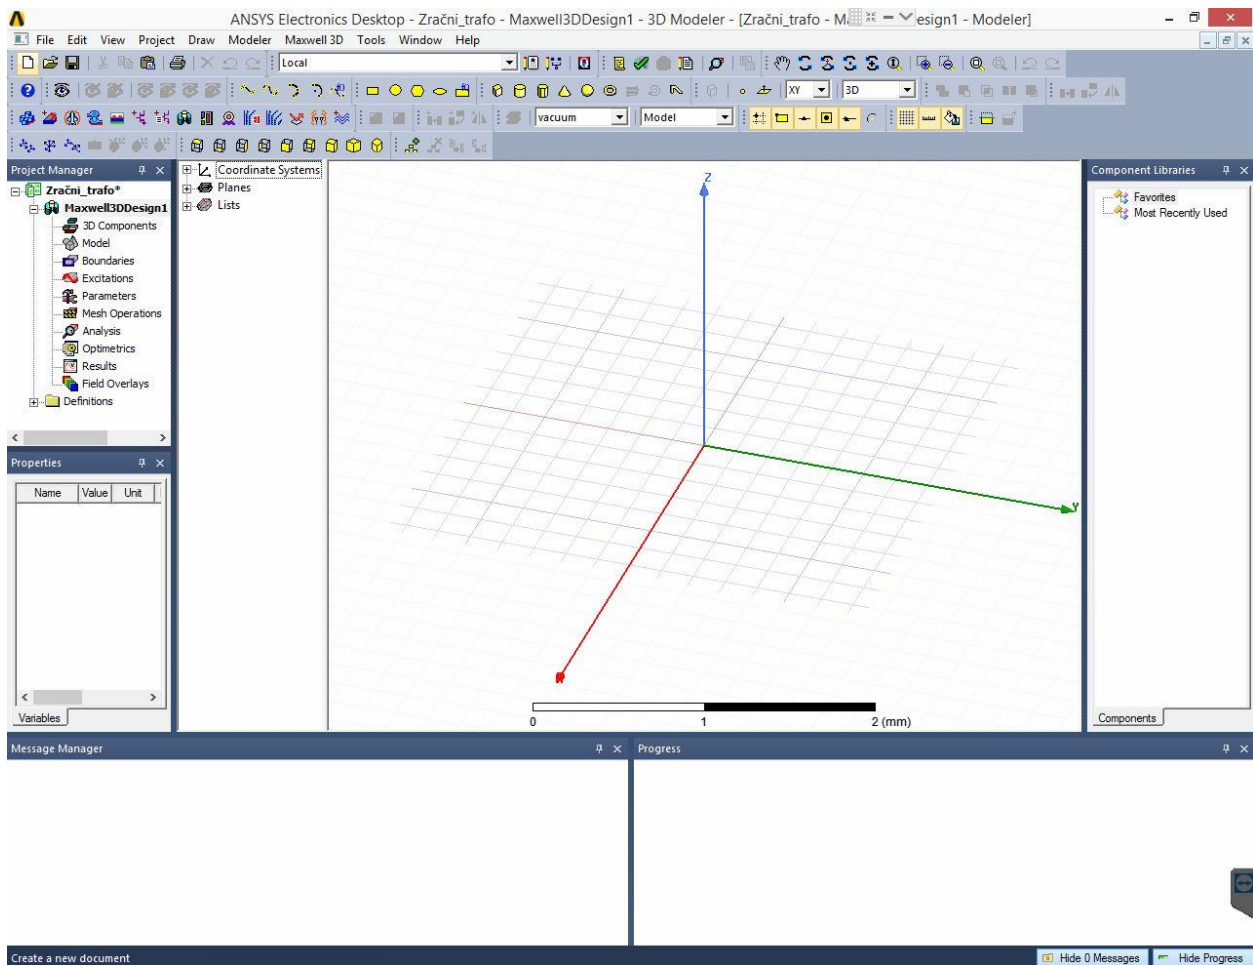 ANSYS Electronics Desktop - Zračni_trafo - Maxwell3DDesign1 - 3D Modeler - [Zračni_trafo - M esign1 - Modeler]
File Edit View Project Draw Modeler Maxwell 3D Tools Window Help
Local
XY 3D
vacuum Model
Project Manager
Zračni_trafo*
Maxwell3DDesign1
3D Components
Model
Boundaries
Excitations
Parameters
Mesh Operations
Analysis
Optimetrics
Results
Field Overlays
Definitions
Properties
Name Value Unit
Variables
Coordinate Systems
Planes
Lists
Z
Y
0 1 2 (mm)
Component Libraries
Favorites
Most Recently Used
Components
Message Manager
Progress
Create a new document
Hide 0 Messages Hide Progress